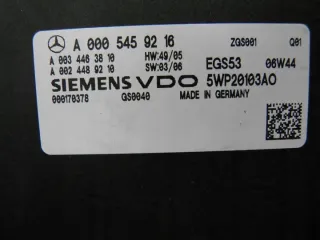 A 000 545 92 16 ZGS001 Q01
A 003 446 38 10 HW:49/05
A 002 448 92 10 SW:03/06 EGS53 06W44
SIEMENS VDO 5WP20103AO
000170378 GS0040 MADE IN GERMANY